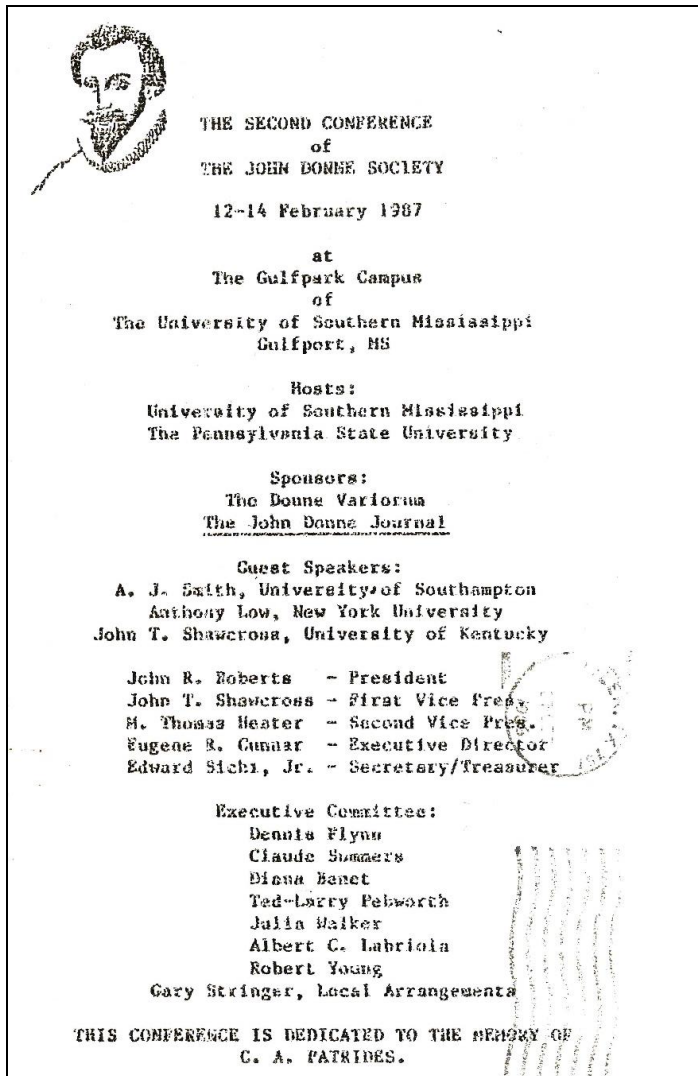 THE SECOND CONFERENCE
of
THE JOHN DONNE SOCIETY
12-14 February 1987
at
The Gulfpark Campus
of
The University of Southern Mississippi
Gulfport, MS
Hosts:
University of Southern Mississippi
The Pennsylvania State University
Sponsors:
The Donne Variorum
The John Donne Journal
Guest Speakers:
A. J. Smith, University of Southampton
Anthony Low, New York University
John T. Shawcross, University of Kentucky
John R. Roberts - President
John T. Shawcross - First Vice Pres.
M. Thomas Hester - Second Vice Pres.
Eugene R. Cunnar - Executive Director
Edward Sichi, Jr. - Secretary/Treasurer
Executive Committee:
Dennis Flynn
Claude Summers
Diana Benet
Ted-Larry Pebworth
Julia Walker
Albert C. Labriola
Robert Young
Gary Stringer, Local Arrangements
THIS CONFERENCE IS DEDICATED TO THE MEMORY OF
C. A. PATRIDES.
PM